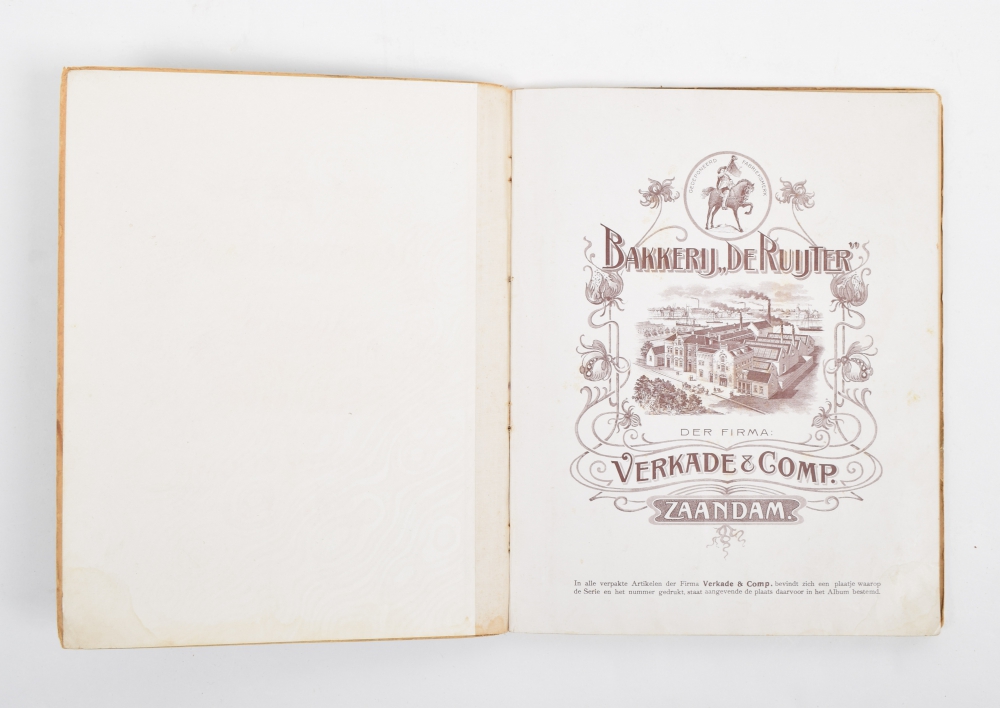 GEDEPONEERD FABRIEKSMERK
BAKKERIJ „DE RUIJTER"
DER FIRMA:
VERKADE & COMP.
ZAANDAM.
In alle verpakte Artikelen der Firma Verkade & Comp. bevindt zich een plaatje waarop
de Serie en het nummer gedrukt, staat aangevende de plaats daarvoor in het Album bestemd.